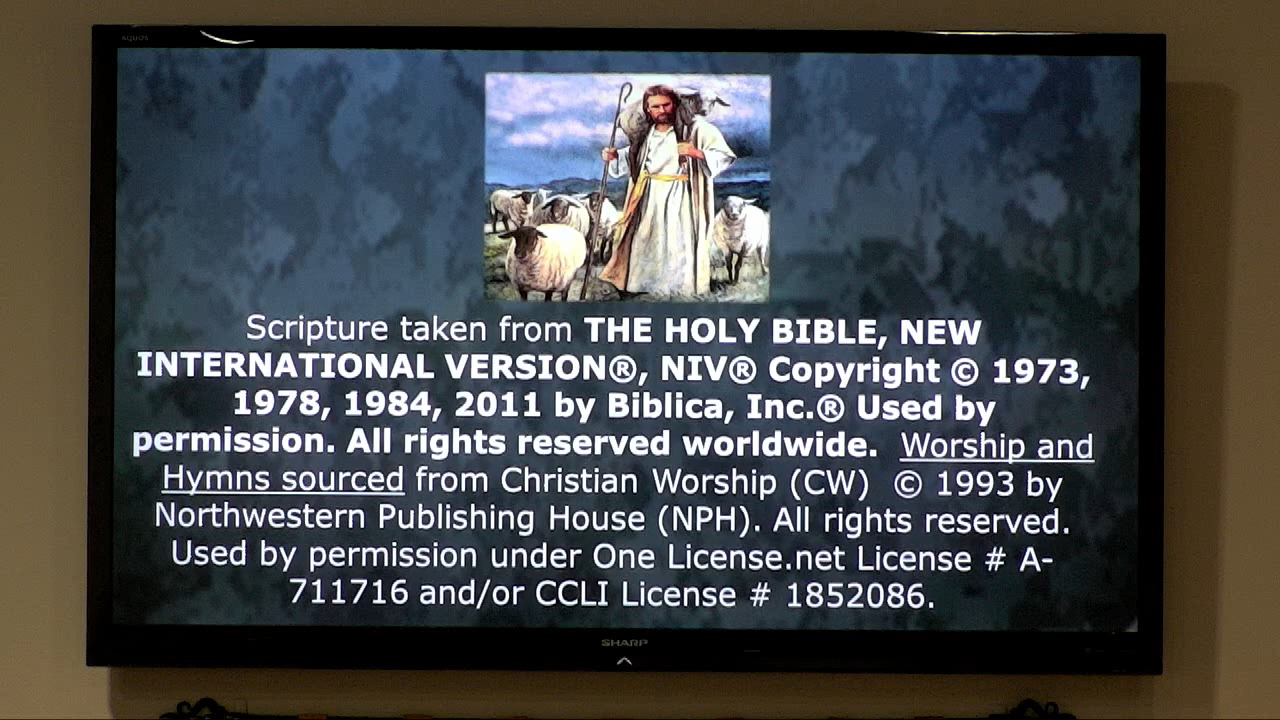 AQUOS
Scripture taken from THE HOLY BIBLE, NEW
INTERNATIONAL VERSION®, NIV® Copyright © 1973,
1978, 1984, 2011 by Biblica, Inc.® Used by
permission. All rights reserved worldwide. Worship and
Hymns sourced from Christian Worship (CW) © 1993 by
Northwestern Publishing House (NPH). All rights reserved.
Used by permission under One License.net License # A-
711716 and/or CCLI License # 1852086.
SHARP